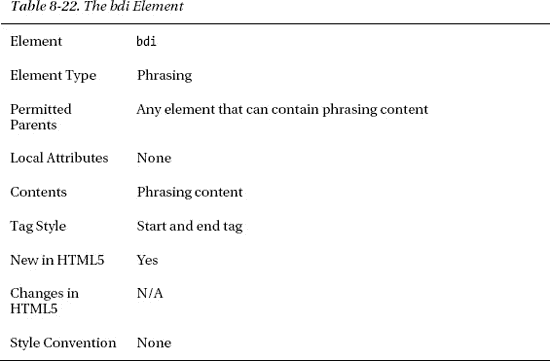 Table 8-22. The bdi Element
Element bdi
Element Type Phrasing
Permitted Parents Any element that can contain phrasing content
Local Attributes None
Contents Phrasing content
Tag Style Start and end tag
New in HTML5 Yes
Changes in HTML5 N/A
Style Convention None